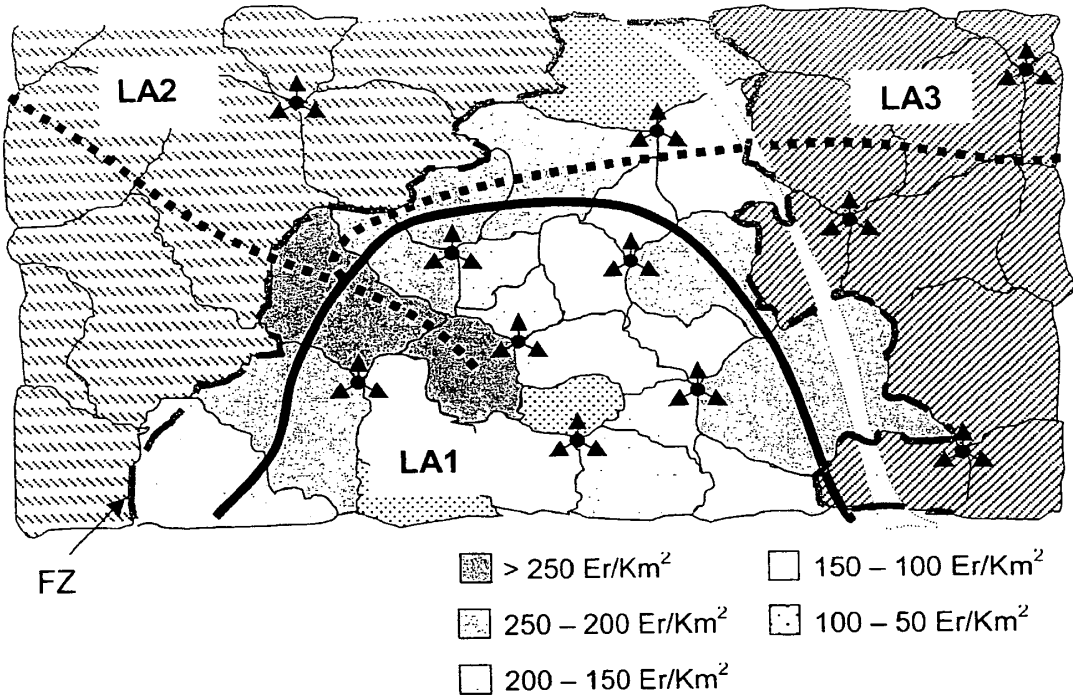 LA2
LA3
LA1
FZ
> 250 Er/Km²
150 – 100 Er/Km²
250 – 200 Er/Km²
100 – 50 Er/Km²
200 – 150 Er/Km²